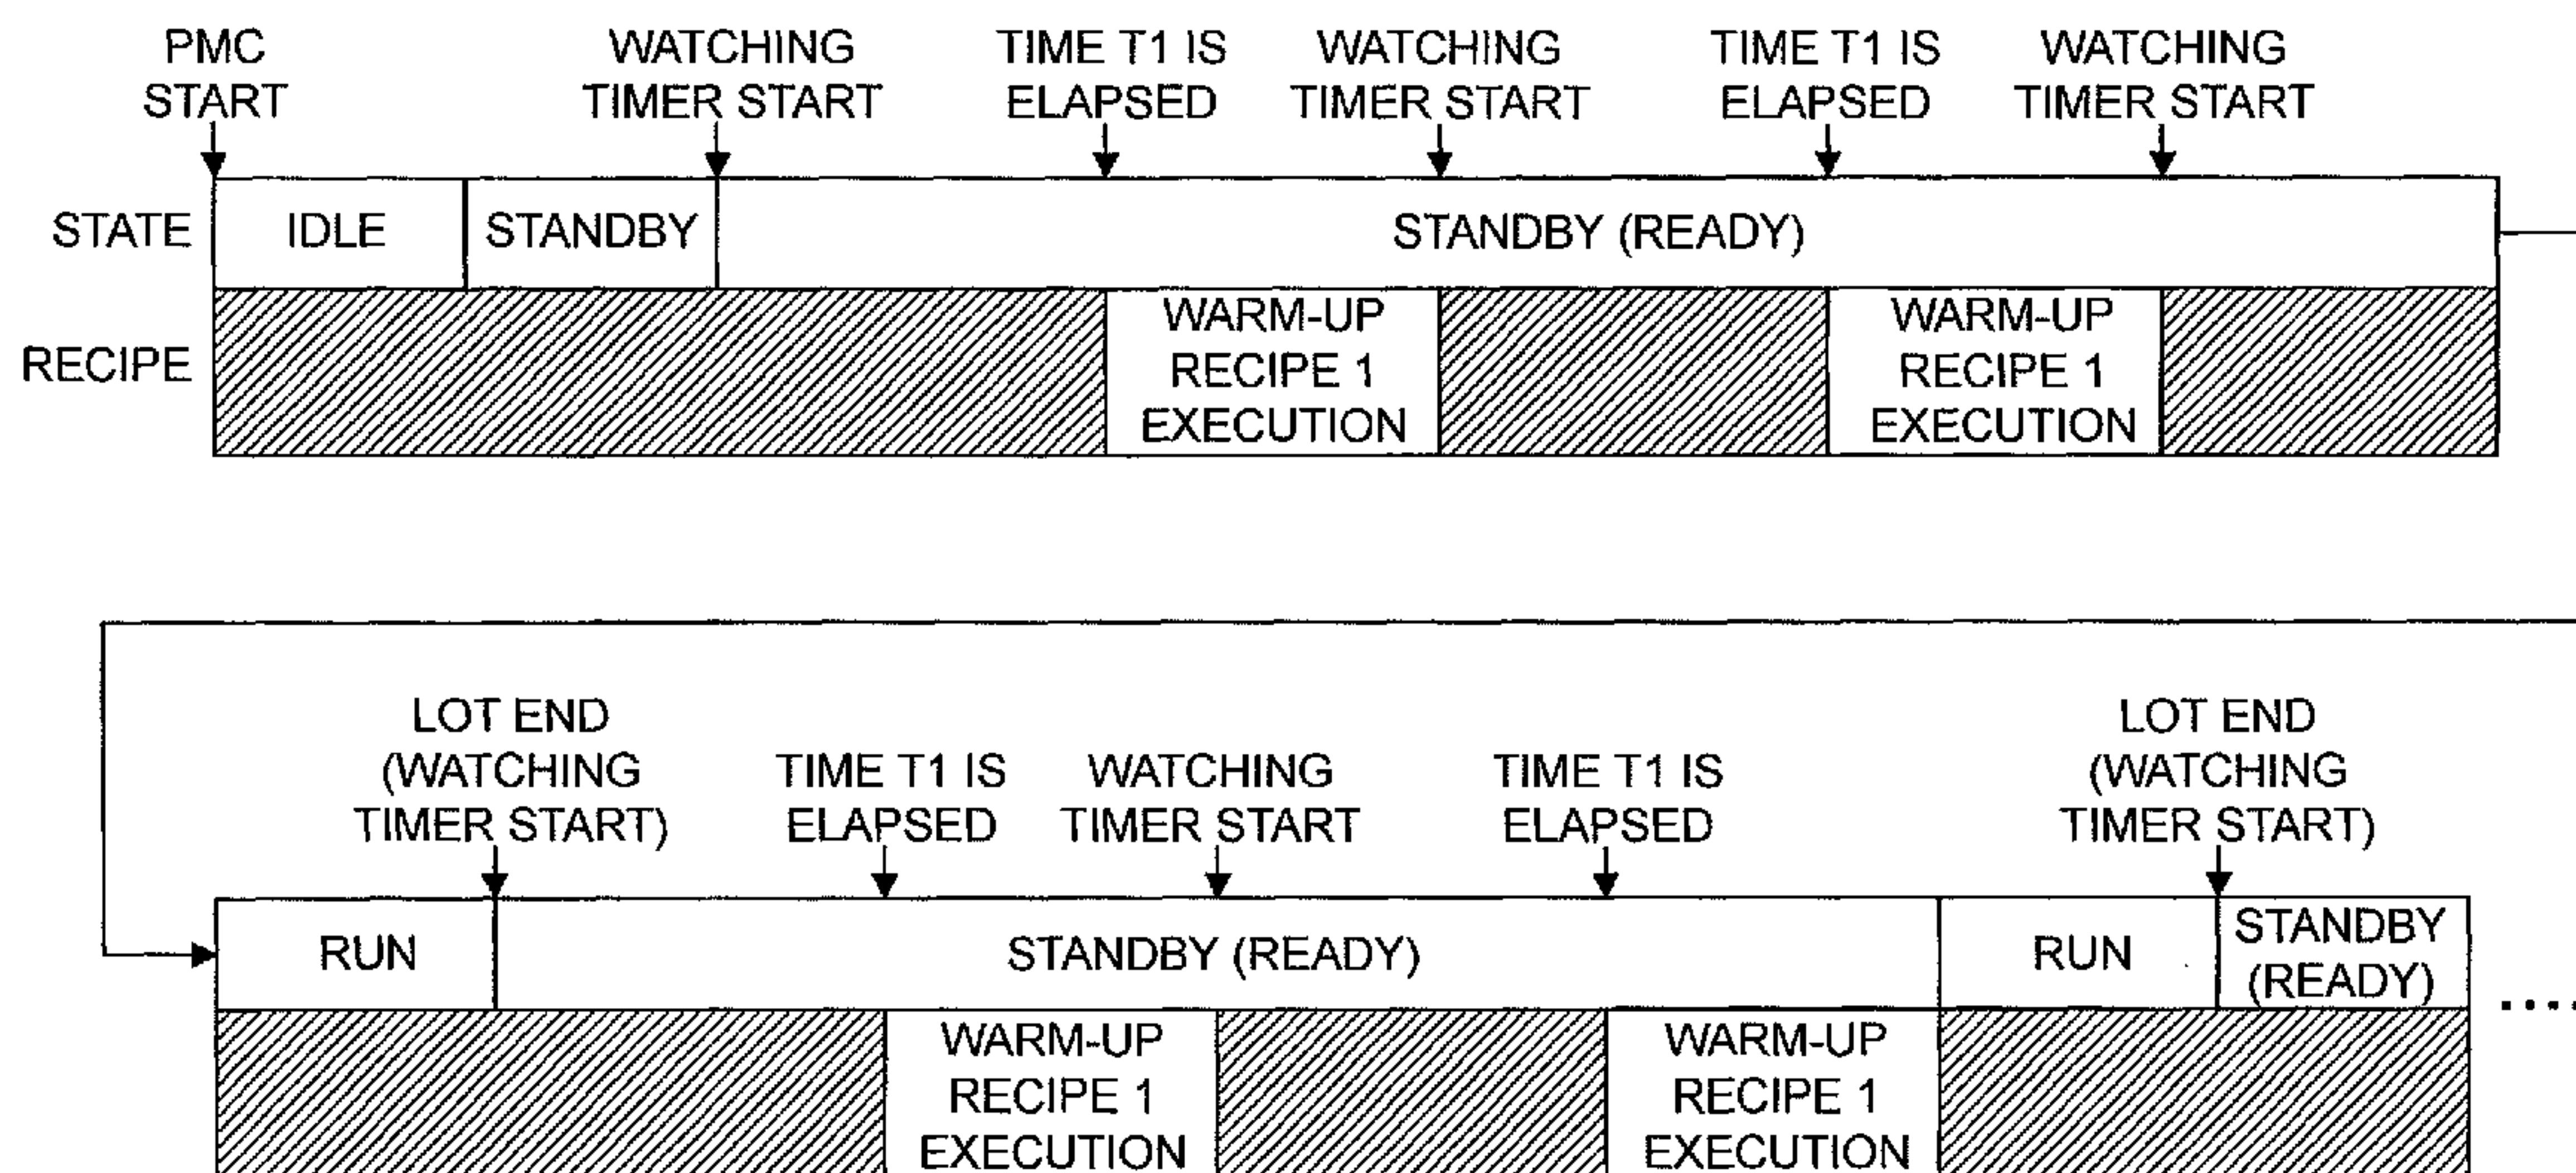 PMC
START
WATCHING
TIMER START
TIME T1 IS
ELAPSED
WATCHING
TIMER START
TIME T1 IS
ELAPSED
WATCHING
TIMER START
STATE
IDLE
STANDBY
STANDBY (READY)
RECIPE
WARM-UP
RECIPE 1
EXECUTION
WARM-UP
RECIPE 1
EXECUTION
LOT END
(WATCHING
TIMER START)
TIME T1 IS
ELAPSED
WATCHING
TIMER START
TIME T1 IS
ELAPSED
LOT END
(WATCHING
TIMER START)
RUN
STANDBY (READY)
RUN
STANDBY
(READY)
....
WARM-UP
RECIPE 1
EXECUTION
WARM-UP
RECIPE 1
EXECUTION